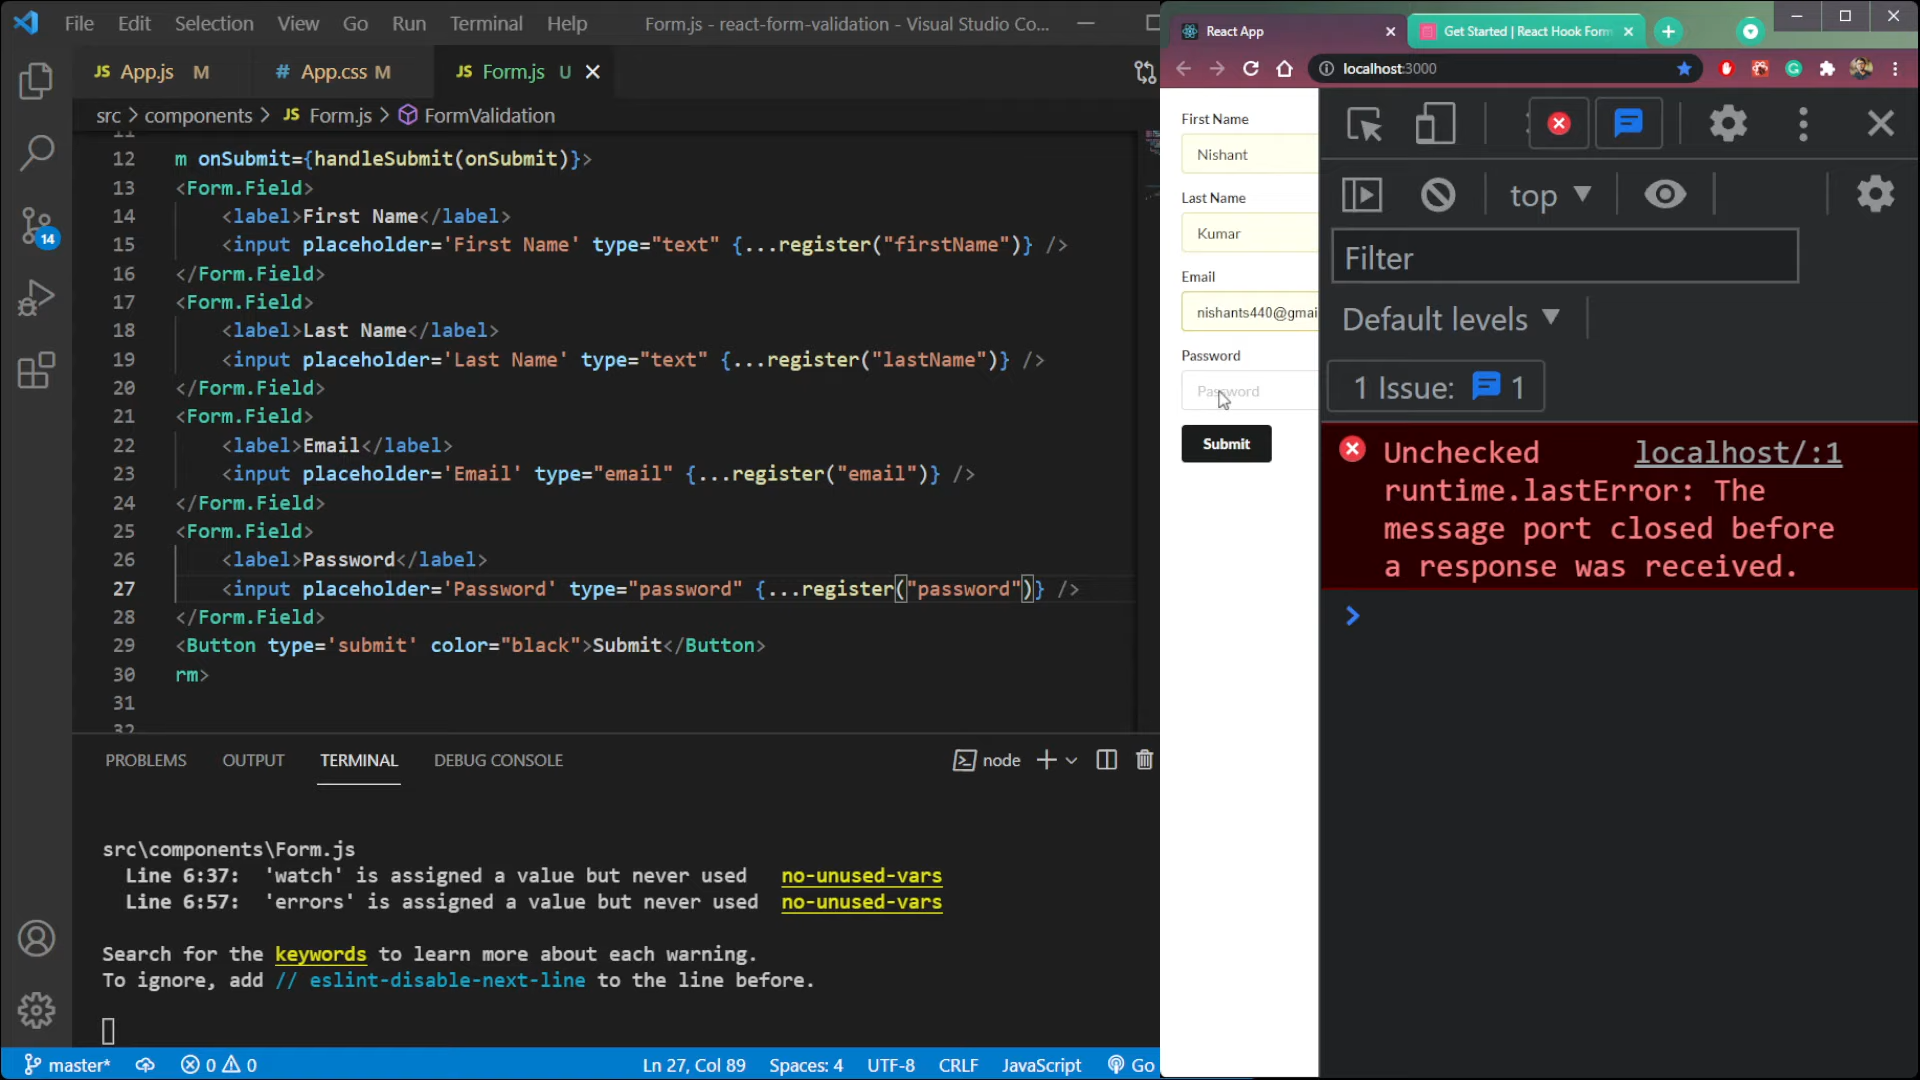 File Edit Selection View Go Run Terminal Help Form.js - react-form-validation - Visual Studio Co...
JS App.js M # App.css M JS Form.js U
src > components > JS Form.js > FormValidation
12 m onSubmit={handleSubmit(onSubmit)}>
13 <Form.Field>
14 <label>First Name</label>
15 <input placeholder='First Name' type="text" {...register("firstName")} />
16 </Form.Field>
17 <Form.Field>
18 <label>Last Name</label>
19 <input placeholder='Last Name' type="text" {...register("lastName")} />
20 </Form.Field>
21 <Form.Field>
22 <label>Email</label>
23 <input placeholder='Email' type="email" {...register("email")} />
24 </Form.Field>
25 <Form.Field>
26 <label>Password</label>
27 <input placeholder='Password' type="password" {...register("password")} />
28 </Form.Field>
29 <Button type='submit' color="black">Submit</Button>
30 rm>
31
14
PROBLEMS OUTPUT TERMINAL DEBUG CONSOLE node
src\components\Form.js
Line 6:37: 'watch' is assigned a value but never used no-unused-vars
Line 6:57: 'errors' is assigned a value but never used no-unused-vars
Search for the keywords to learn more about each warning.
To ignore, add // eslint-disable-next-line to the line before.
master* 0 0 Ln 27, Col 89 Spaces: 4 UTF-8 CRLF JavaScript Go
React App Get Started | React Hook Form
localhost:3000
First Name
Nishant
Last Name
Kumar
Email
nishants440@gmai
Password
Password
Submit
top
Filter
Default levels
1 Issue: 1
Unchecked localhost/:1
runtime.lastError: The
message port closed before
a response was received.